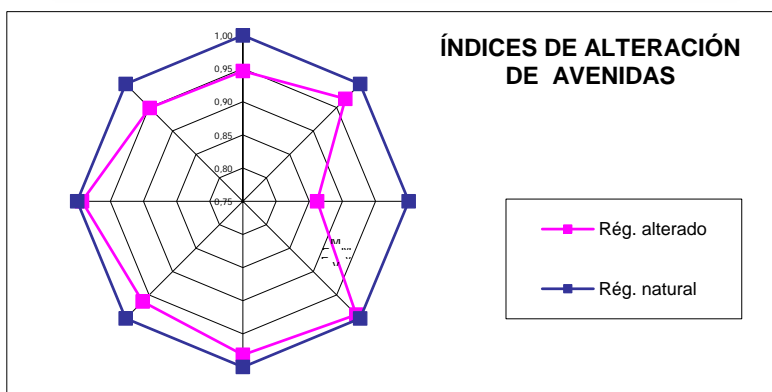 ÍNDICES DE ALTERACIÓN
DE AVENIDAS
1,00
0,95
0,90
0,85
0,80
0,75
Rég. alterado
Rég. natural